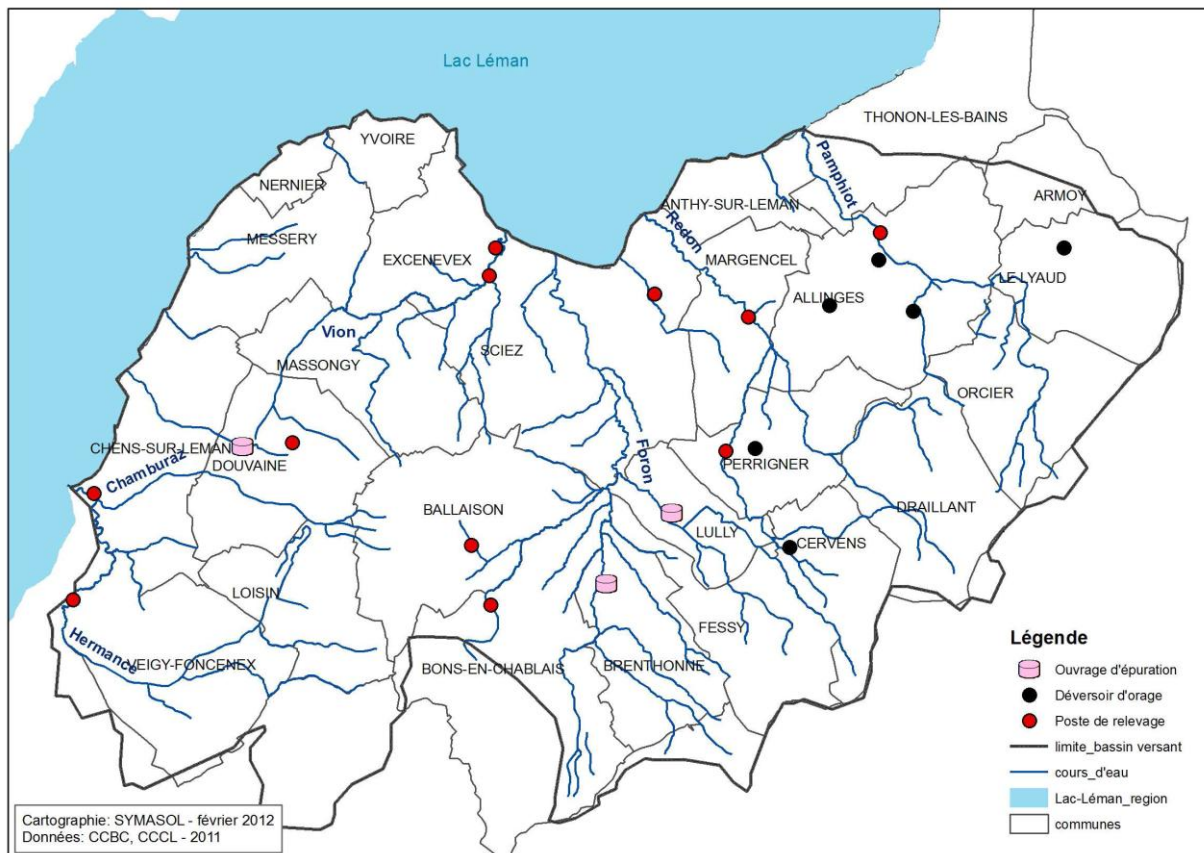 Lac Léman
THONON-LES-BAINS
YVOIRE
Pamphiot
NERNIER
ARMOY
ANTHY-SUR-LEMAN
Redon
MESSERY
EXCENEVEX
MARGENCEL
LE LYAUD
ALLINGES
Vion
SCIEZ
MASSONGY
ORCIER
CHENS-SUR-LEMAN
DOUVAINE
Foron
PERRIGNER
Chamburaz
BALLAISON
DRAILLANT
LULLY
CERVENS
LOISIN
FESSY
Hermance
VEIGY-FONCENEX
BONS-EN-CHABLAIS
BRENTHONNE
Légende
Ouvrage d'épuration
Déversoir d'orage
Poste de relevage
limite_bassin versant
cours_d'eau
Lac-Léman_region
communes
Cartographie: SYMASOL - février 2012
Données: CCBC, CCCL - 2011